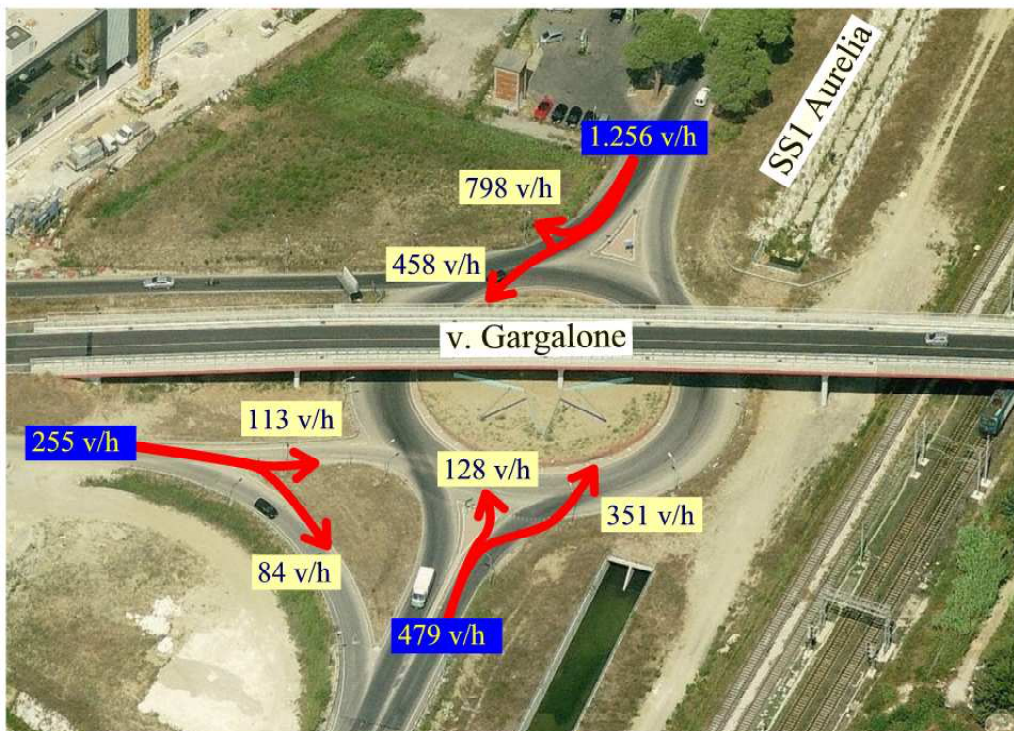 SS1 Aurelia
1.256 v/h
798 v/h
458 v/h
v. Gargalone
113 v/h
255 v/h
128 v/h
351 v/h
84 v/h
479 v/h